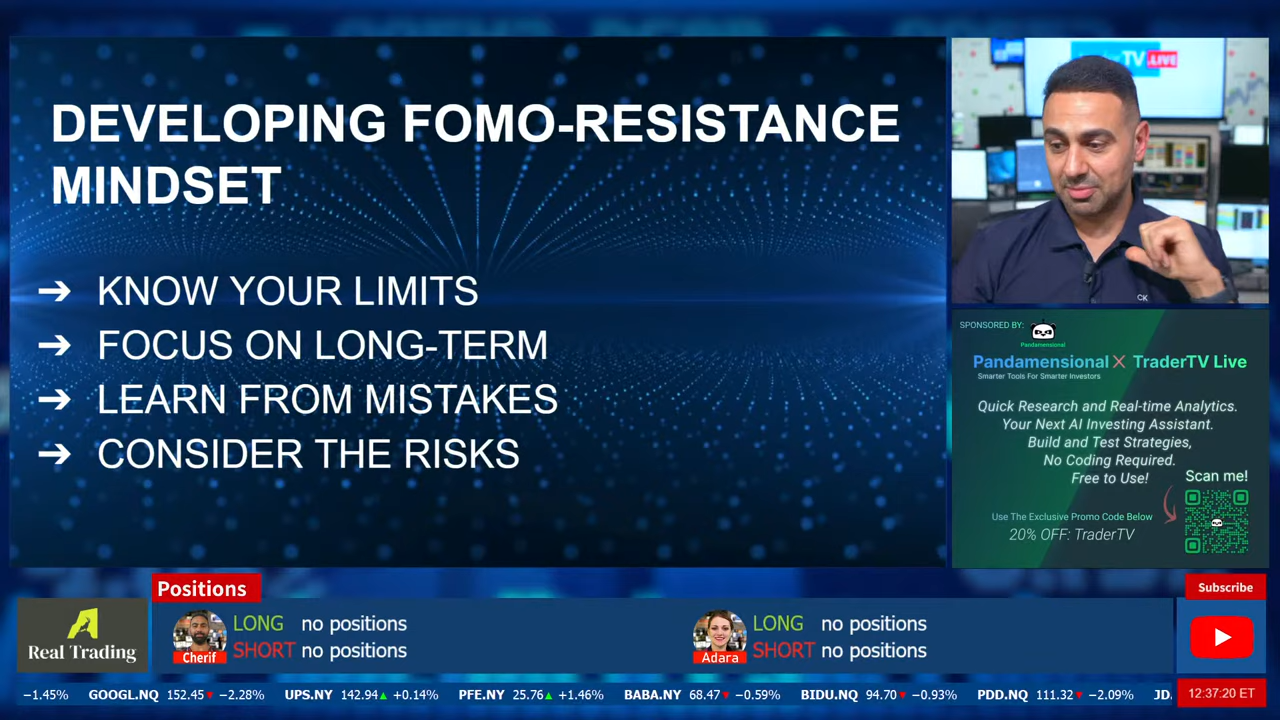 DEVELOPING FOMO-RESISTANCE
MINDSET
➔ KNOW YOUR LIMITS
➔ FOCUS ON LONG-TERM
➔ LEARN FROM MISTAKES
➔ CONSIDER THE RISKS
TV LIVE
CK
SPONSORED BY:
Pandamensional
Pandamensional X TraderTV Live
Smarter Tools For Smarter Investors
Quick Research and Real-time Analytics.
Your Next AI Investing Assistant.
Build and Test Strategies,
No Coding Required.
Free to Use!
Scan me!
Use The Exclusive Promo Code Below
20% OFF: TraderTV
Positions
Subscribe
Real Trading
Cherif
LONG no positions
SHORT no positions
Adara
LONG no positions
SHORT no positions
−1.45% GOOGL.NQ 152.45▼ −2.28% UPS.NY 142.94▲ +0.14% PFE.NY 25.76▲ +1.46% BABA.NY 68.47▼ −0.59% BIDU.NQ 94.70▼ −0.93% PDD.NQ 111.32▼ −2.09% JD.
12:37:20 ET